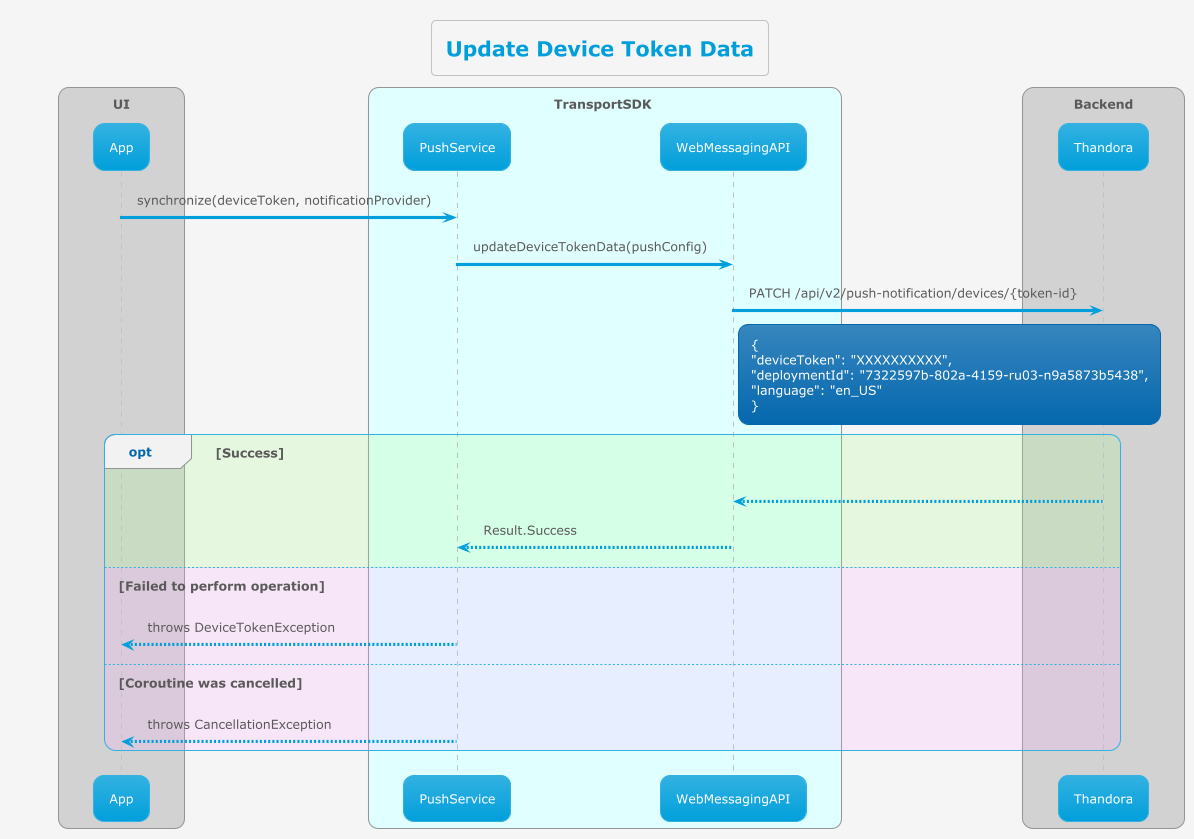 Update Device Token Data
UI
TransportSDK
Backend
App
PushService
WebMessagingAPI
Thandora
synchronize(deviceToken, notificationProvider)
updateDeviceTokenData(pushConfig)
PATCH /api/v2/push-notification/devices/{token-id}
{
"deviceToken": "XXXXXXXXXX",
"deploymentId": "7322597b-802a-4159-ru03-n9a5873b5438",
"language": "en_US"
}
opt
[Success]
Result.Success
[Failed to perform operation]
throws DeviceTokenException
[Coroutine was cancelled]
throws CancellationException
App
PushService
WebMessagingAPI
Thandora